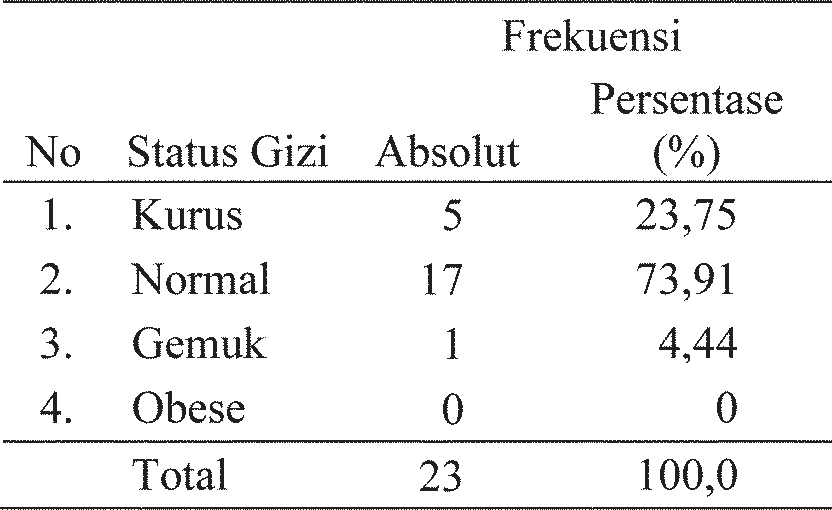 Frekuensi
Persentase
No Status Gizi Absolut (%)
1. Kurus 5 23,75
2. Normal 17 73,91
3. Gemuk 1 4,44
4. Obese 0 0
Total 23 100,0